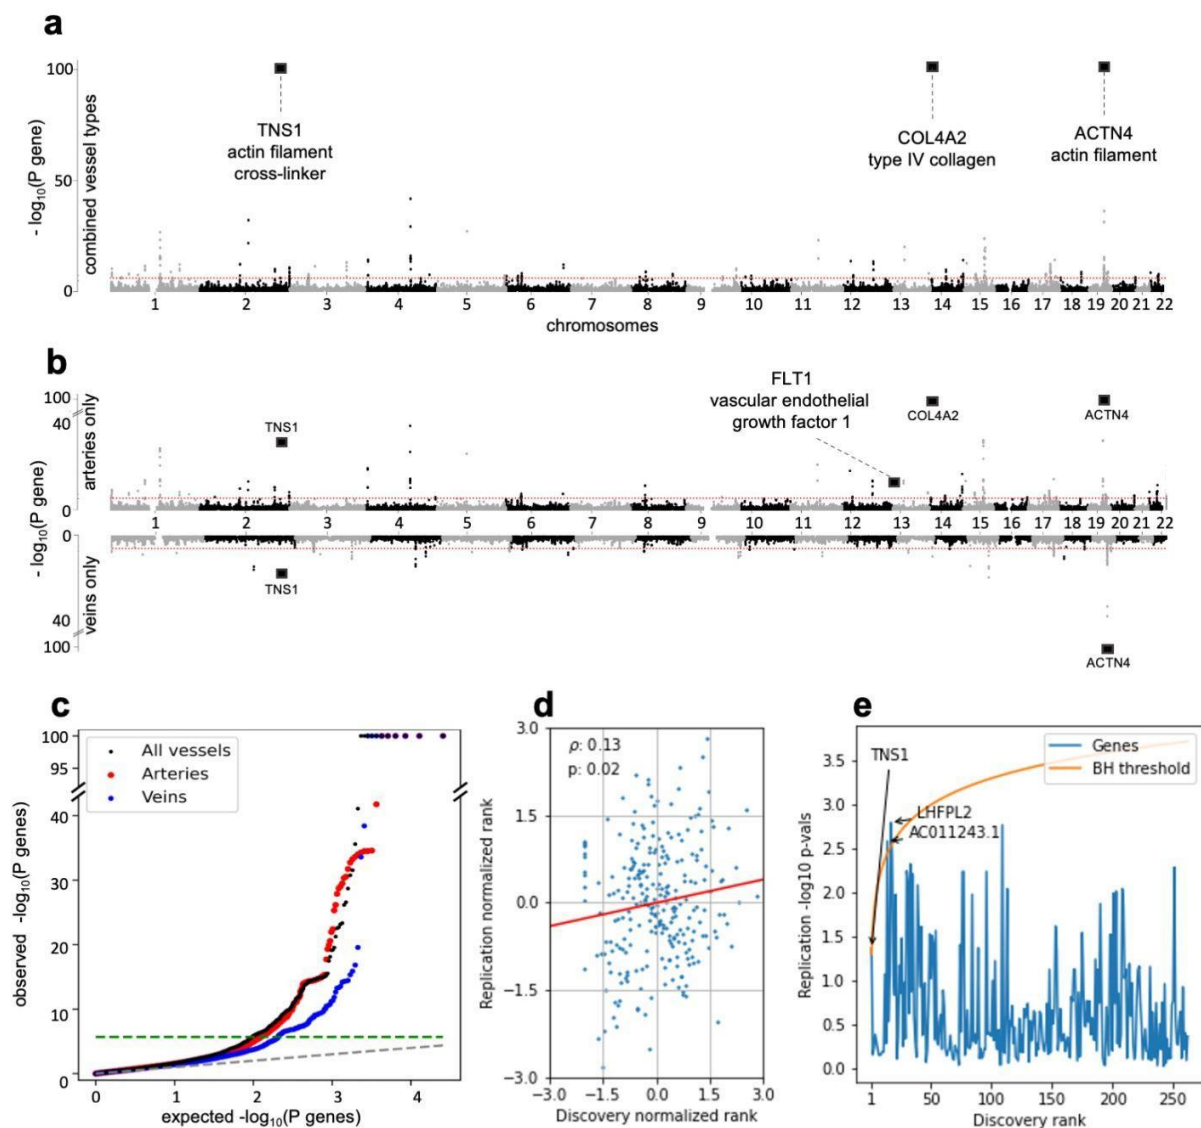 a
- log10(P gene)
combined vessel types
100
50
0
TNS1
actin filament
cross-linker
COL4A2
type IV collagen
ACTN4
actin filament
1 2 3 4 5 6 7 8 9 10 11 12 13 14 15 16 17 18 19 20 21 22
chromosomes
b
- log10(P gene)
arteries only
100
40
0
TNS1
FLT1
vascular endothelial
growth factor 1
COL4A2
ACTN4
1 2 3 4 5 6 7 8 9 10 11 12 13 14 15 16 17 18 19 20 21 22
veins only
0
40
100
TNS1
ACTN4
c
observed -log10(P genes)
100
95
40
30
20
10
0
All vessels
Arteries
Veins
0 1 2 3 4
expected -log10(P genes)
d
Replication normalized rank
3.0
1.5
0.0
−1.5
−3.0
ρ: 0.13
p: 0.02
−3.0 −1.5 0.0 1.5 3.0
Discovery normalized rank
e
Replication -log10 p-vals
3.5
3.0
2.5
2.0
1.5
1.0
0.5
0.0
TNS1
Genes
BH threshold
LHFPL2
AC011243.1
1 50 100 150 200 250
Discovery rank